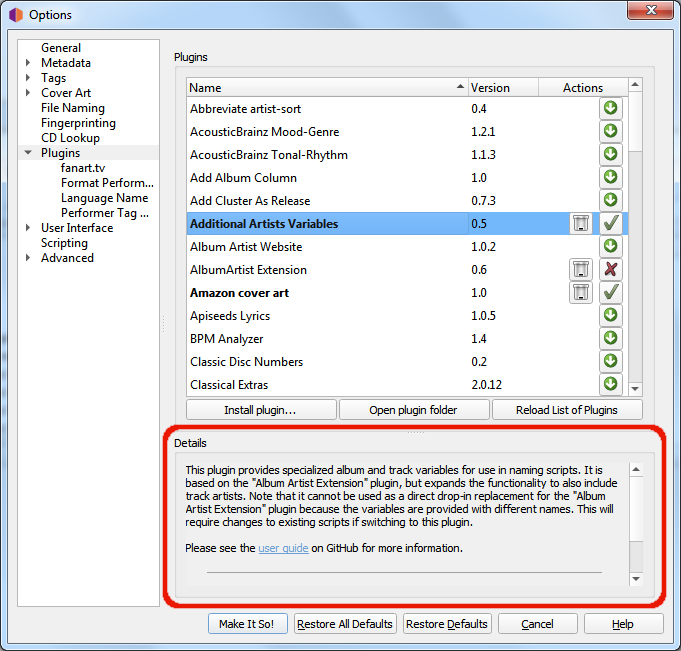 Options
General
Metadata
Tags
Cover Art
File Naming
Fingerprinting
CD Lookup
Plugins
fanart.tv
Format Perform...
Language Name
Performer Tag ...
User Interface
Scripting
Advanced
Plugins
Name Version Actions
Abbreviate artist-sort 0.4
AcousticBrainz Mood-Genre 1.2.1
AcousticBrainz Tonal-Rhythm 1.1.3
Add Album Column 1.0
Add Cluster As Release 0.7.3
Additional Artists Variables 0.5
Album Artist Website 1.0.2
AlbumArtist Extension 0.6
Amazon cover art 1.0
Apiseeds Lyrics 1.0.5
BPM Analyzer 1.4
Classic Disc Numbers 0.2
Classical Extras 2.0.12
Install plugin... Open plugin folder Reload List of Plugins
Details
This plugin provides specialized album and track variables for use in naming scripts. It is
based on the "Album Artist Extension" plugin, but expands the functionality to also include
track artists. Note that it cannot be used as a direct drop-in replacement for the "Album
Artist Extension" plugin because the variables are provided with different names. This will
require changes to existing scripts if switching to this plugin.
Please see the user guide on GitHub for more information.
Make It So! Restore All Defaults Restore Defaults Cancel Help